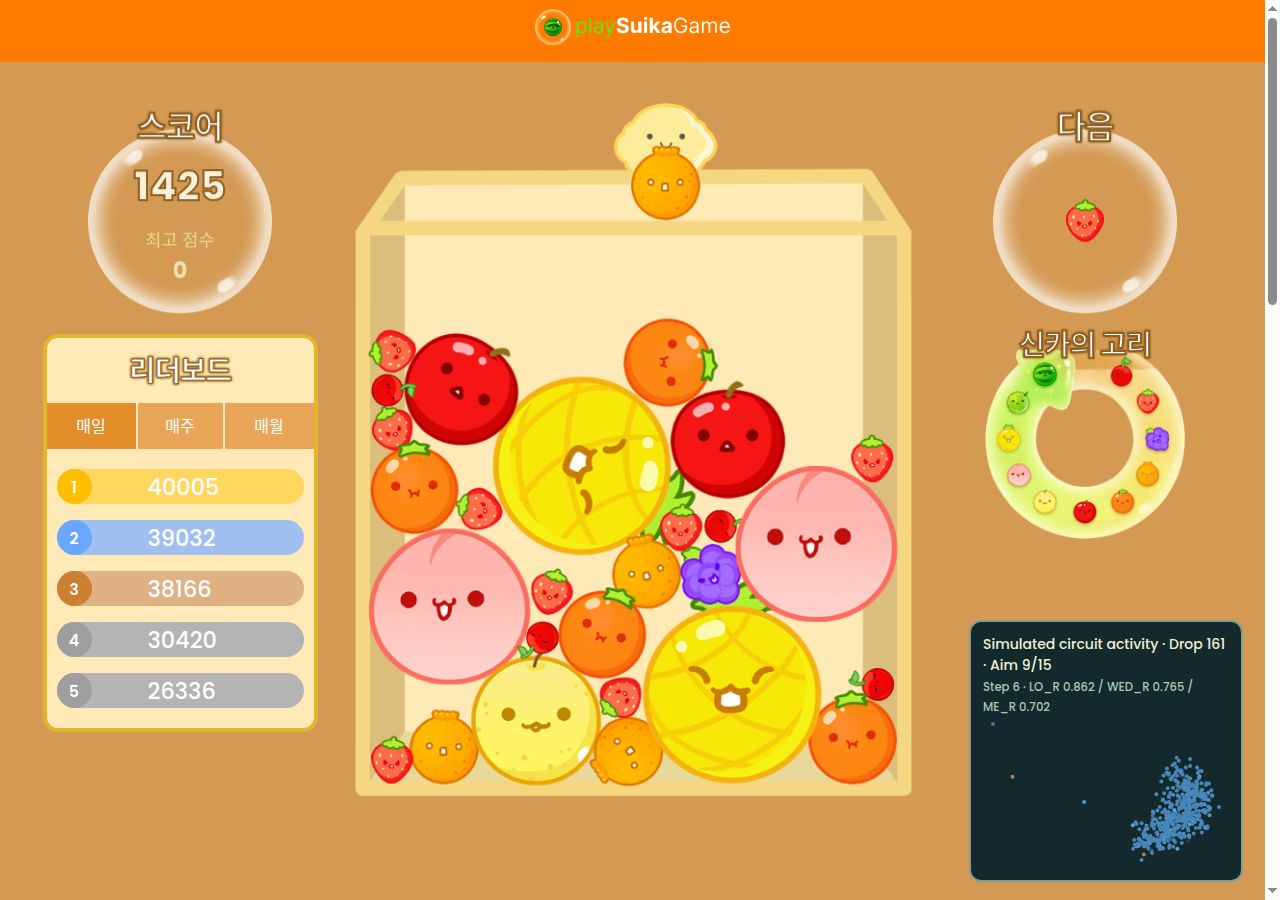 playSuikaGame
스코어
1425
최고 점수
0
다음
리더보드
매일 매주 매월
1 40005
2 39032
3 38166
4 30420
5 26336
신카의 고리
Simulated circuit activity · Drop 161
· Aim 9/15
Step 6 · LO_R 0.862 / WED_R 0.765 /
ME_R 0.702